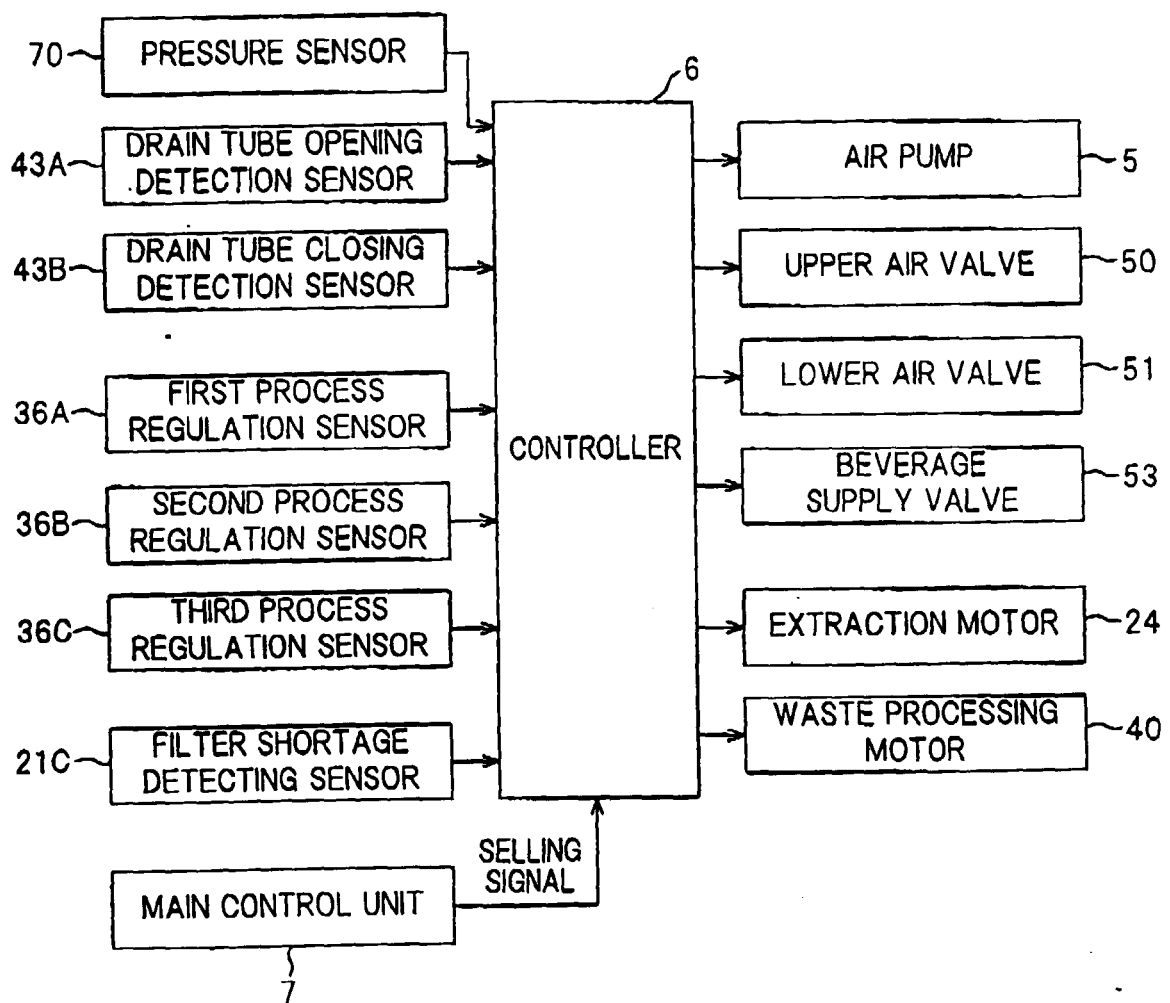 70
PRESSURE SENSOR
43A
DRAIN TUBE OPENING
DETECTION SENSOR
43B
DRAIN TUBE CLOSING
DETECTION SENSOR
36A
FIRST PROCESS
REGULATION SENSOR
36B
SECOND PROCESS
REGULATION SENSOR
36C
THIRD PROCESS
REGULATION SENSOR
21C
FILTER SHORTAGE
DETECTING SENSOR
MAIN CONTROL UNIT
7
SELLING
SIGNAL
6
CONTROLLER
AIR PUMP
5
UPPER AIR VALVE
50
LOWER AIR VALVE
51
BEVERAGE
SUPPLY VALVE
53
EXTRACTION MOTOR
24
WASTE PROCESSING
MOTOR
40